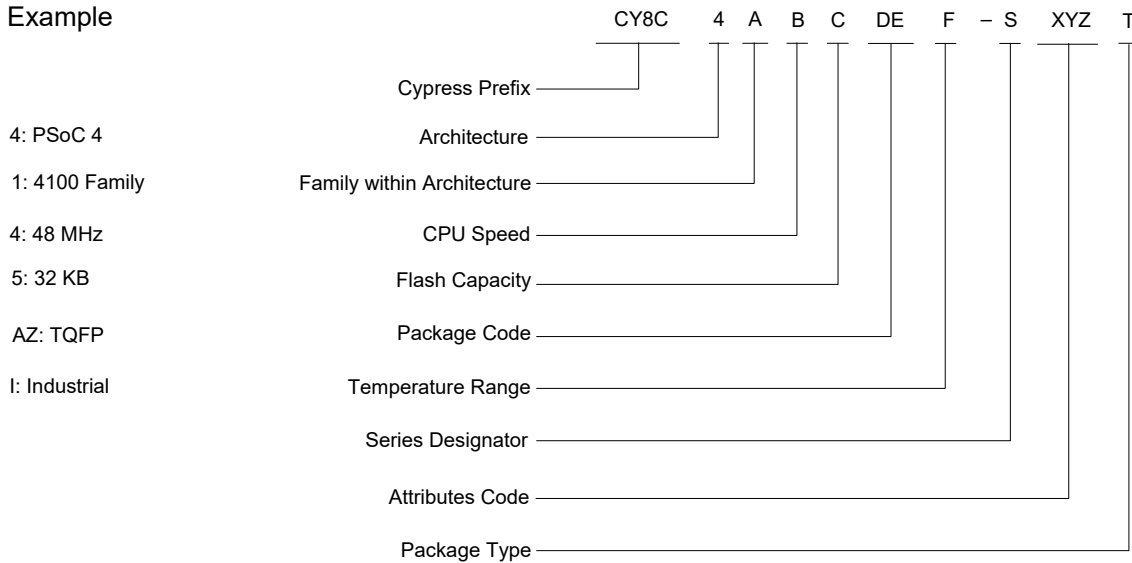 Example CY8C 4 A B C DE F – S XYZ T
Cypress Prefix
4: PSoC 4 Architecture
1: 4100 Family Family within Architecture
4: 48 MHz CPU Speed
5: 32 KB Flash Capacity
AZ: TQFP Package Code
I: Industrial Temperature Range
Series Designator
Attributes Code
Package Type